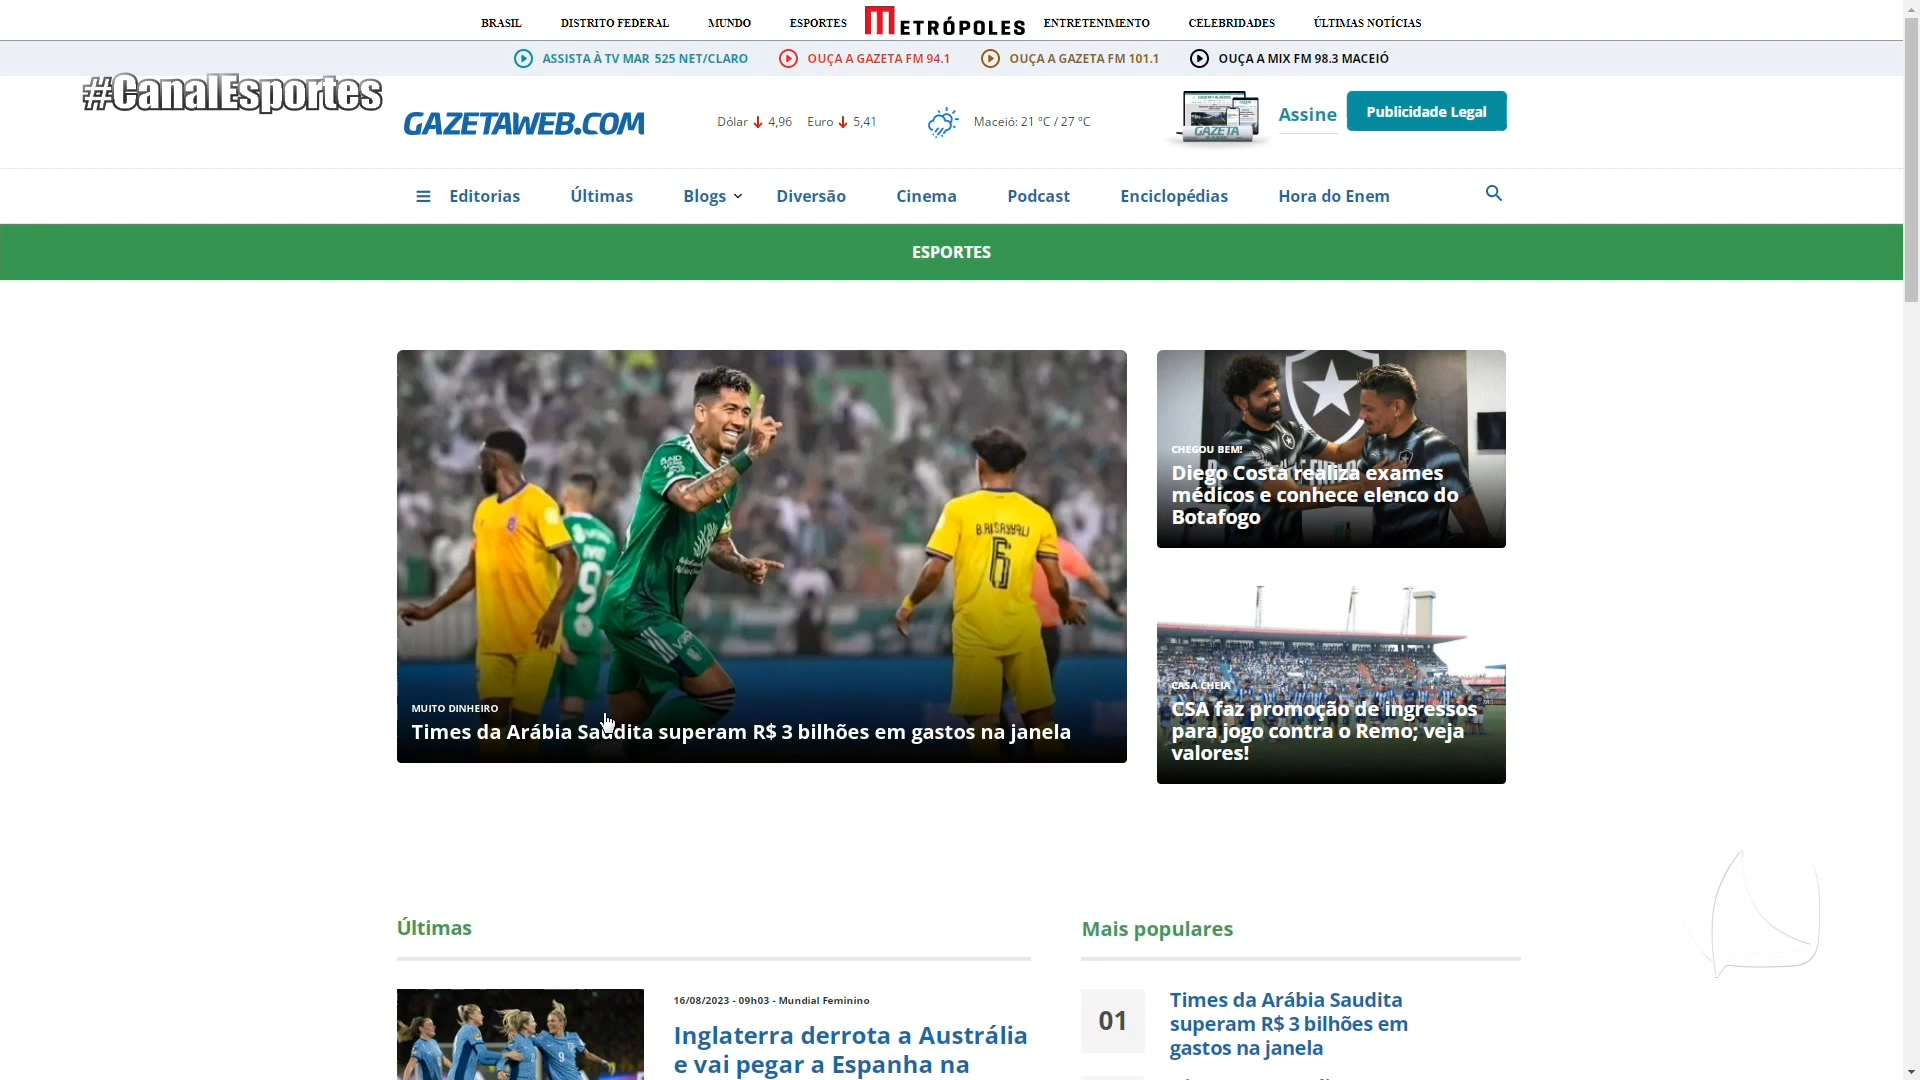 BRASIL DISTRITO FEDERAL MUNDO ESPORTES METRÓPOLES ENTRETENIMENTO CELEBRIDADES ÚLTIMAS NOTÍCIAS
ASSISTA À TV MAR 525 NET/CLARO OUÇA A GAZETA FM 94.1 OUÇA A GAZETA FM 101.1 OUÇA A MIX FM 98.3 MACEIÓ
#CanalEsportes
GAZETAWEB.COM
Dólar 4,96 Euro 5,41
Maceió: 21 °C / 27 °C
GAZETA
Assine
Publicidade Legal
Editorias Últimas Blogs Diversão Cinema Podcast Enciclopédias Hora do Enem
ESPORTES
9
6
MUITO DINHEIRO
Times da Arábia Saudita superam R$ 3 bilhões em gastos na janela
CHEGOU BEM!
Diego Costa realiza exames
médicos e conhece elenco do
Botafogo
CASA CHEIA
CSA faz promoção de ingressos
para jogo contra o Remo; veja
valores!
Últimas
16/08/2023 - 09h03 - Mundial Feminino
Inglaterra derrota a Austrália
e vai pegar a Espanha na
Mais populares
01
Times da Arábia Saudita
superam R$ 3 bilhões em
gastos na janela